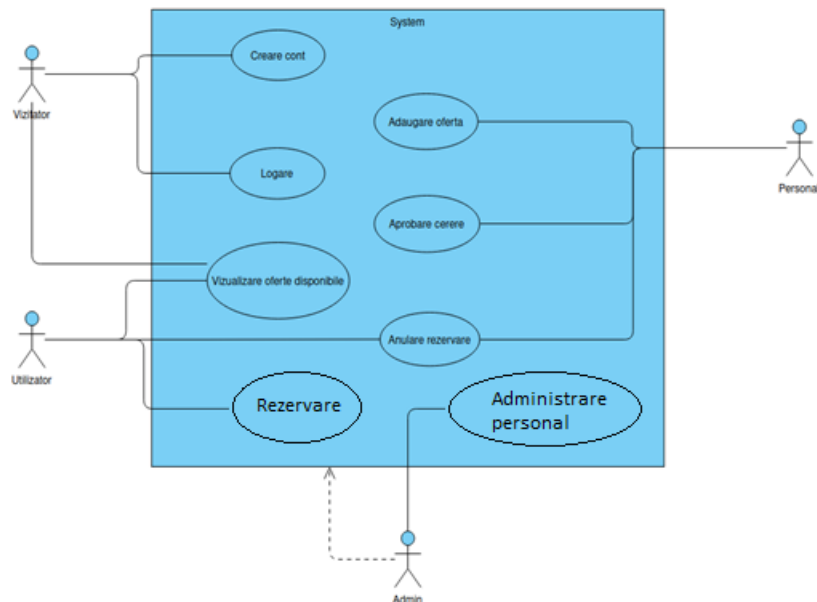 System
Creare cont
Vizitator
Adaugare oferta
Personal
Logare
Aprobare cerere
Vizualizare oferte disponibile
Anulare rezervare
Utilizator
Rezervare
Administrare
personal
Admin